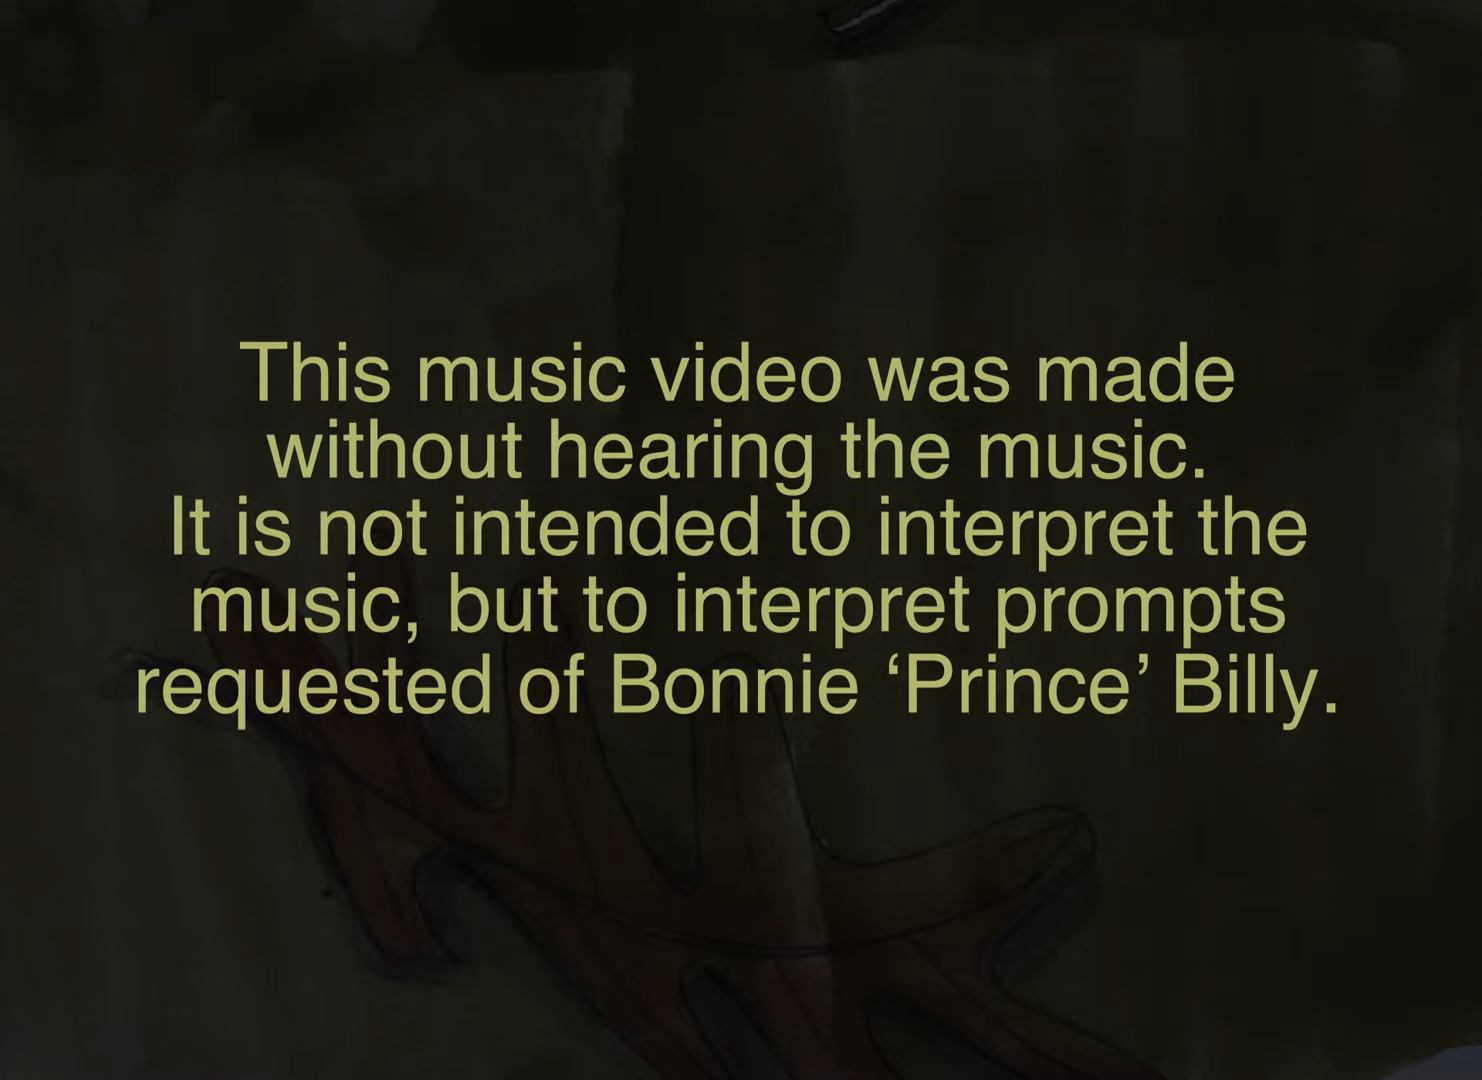 This music video was made
without hearing the music.
It is not intended to interpret the
music, but to interpret prompts
requested of Bonnie ‘Prince’ Billy.